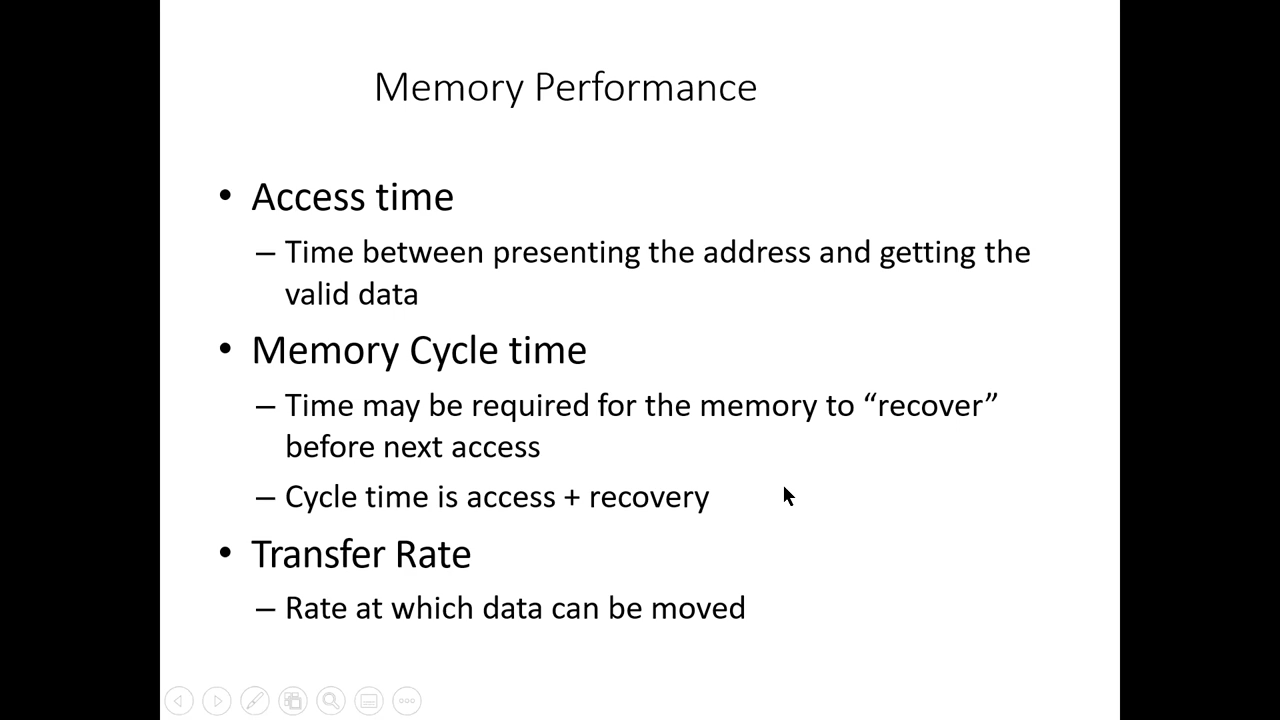 Memory Performance
• Access time
– Time between presenting the address and getting the
valid data
• Memory Cycle time
– Time may be required for the memory to “recover”
before next access
– Cycle time is access + recovery
• Transfer Rate
– Rate at which data can be moved